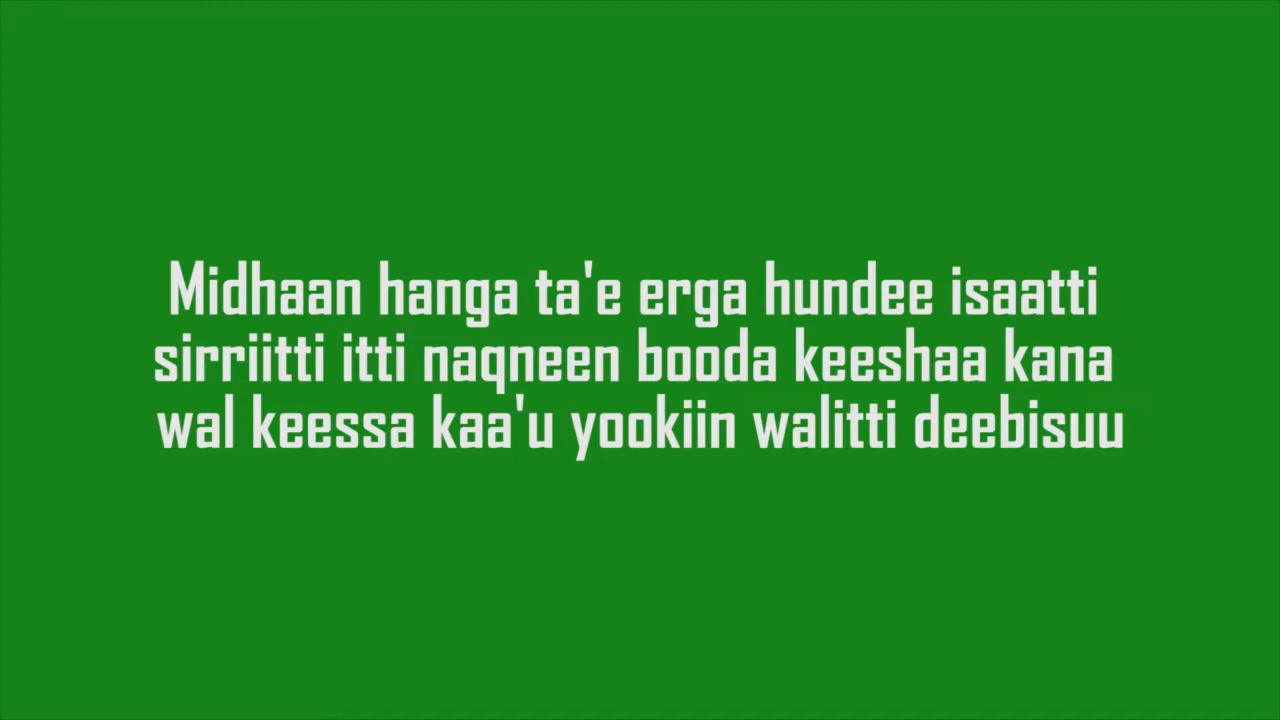 Midhaan hanga ta'e erga hundee isaatti
sirriitti itti naqneen booda keeshaa kana
wal keessa kaa'u yookiin walitti deebisuu